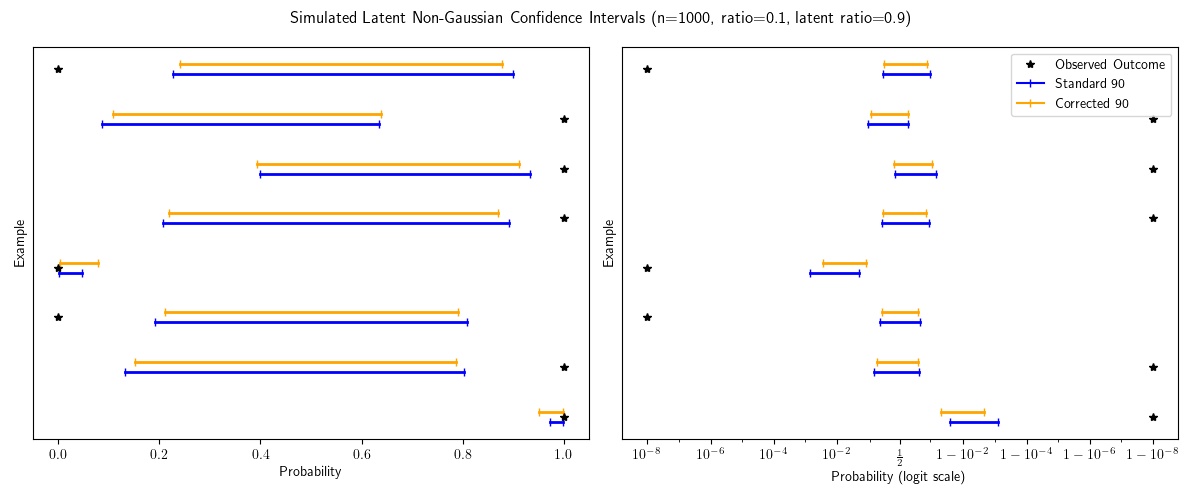 Simulated Latent Non-Gaussian Confidence Intervals (n=1000, ratio=0.1, latent ratio=0.9)
Example
0.0 0.2 0.4 0.6 0.8 1.0
Probability
Observed Outcome
Standard 90
Corrected 90
Example
10⁻⁸ 10⁻⁶ 10⁻⁴ 10⁻² 1/2 1 − 10⁻² 1 − 10⁻⁴ 1 − 10⁻⁶ 1 − 10⁻⁸
Probability (logit scale)